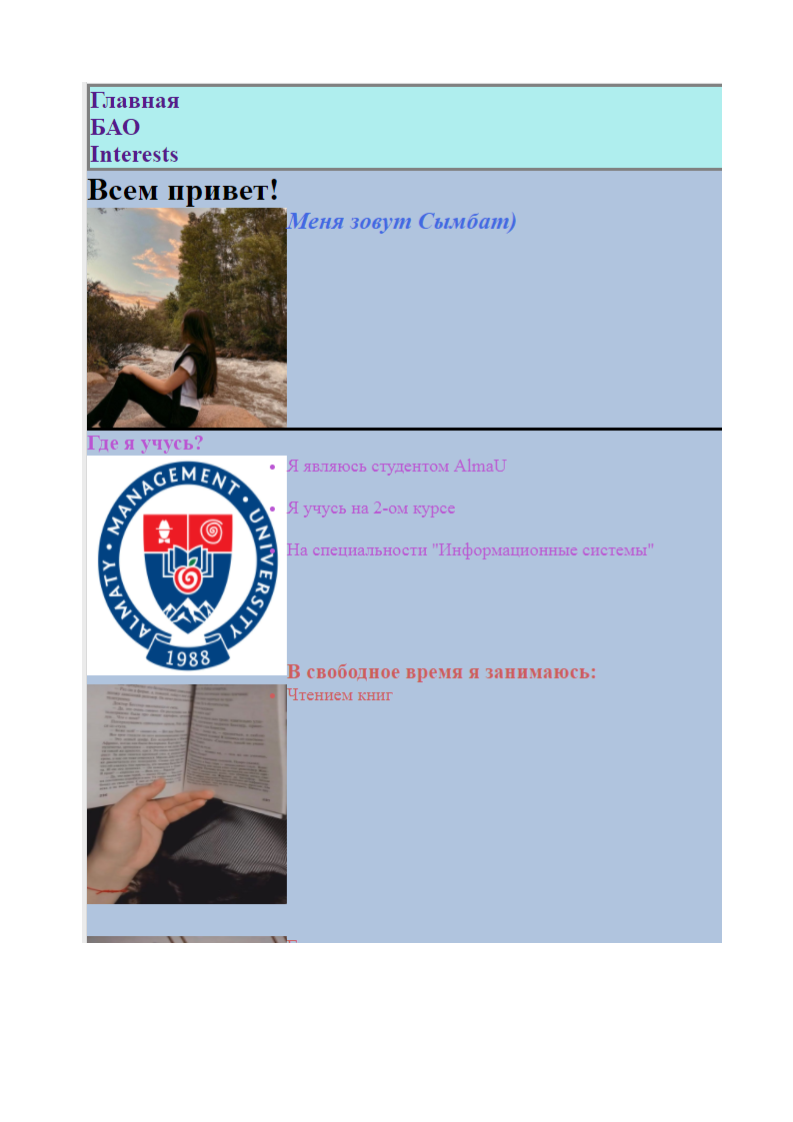 Главная
БАО
Interests
Всем привет!
Меня зовут Сымбат)
Где я учусь?
ALMATY • MANAGEMENT • UNIVERSITY
1988
Я являюсь студентом AlmaU
Я учусь на 2-ом курсе
На специальности "Информационные системы"
В свободное время я занимаюсь:
Чтением книг